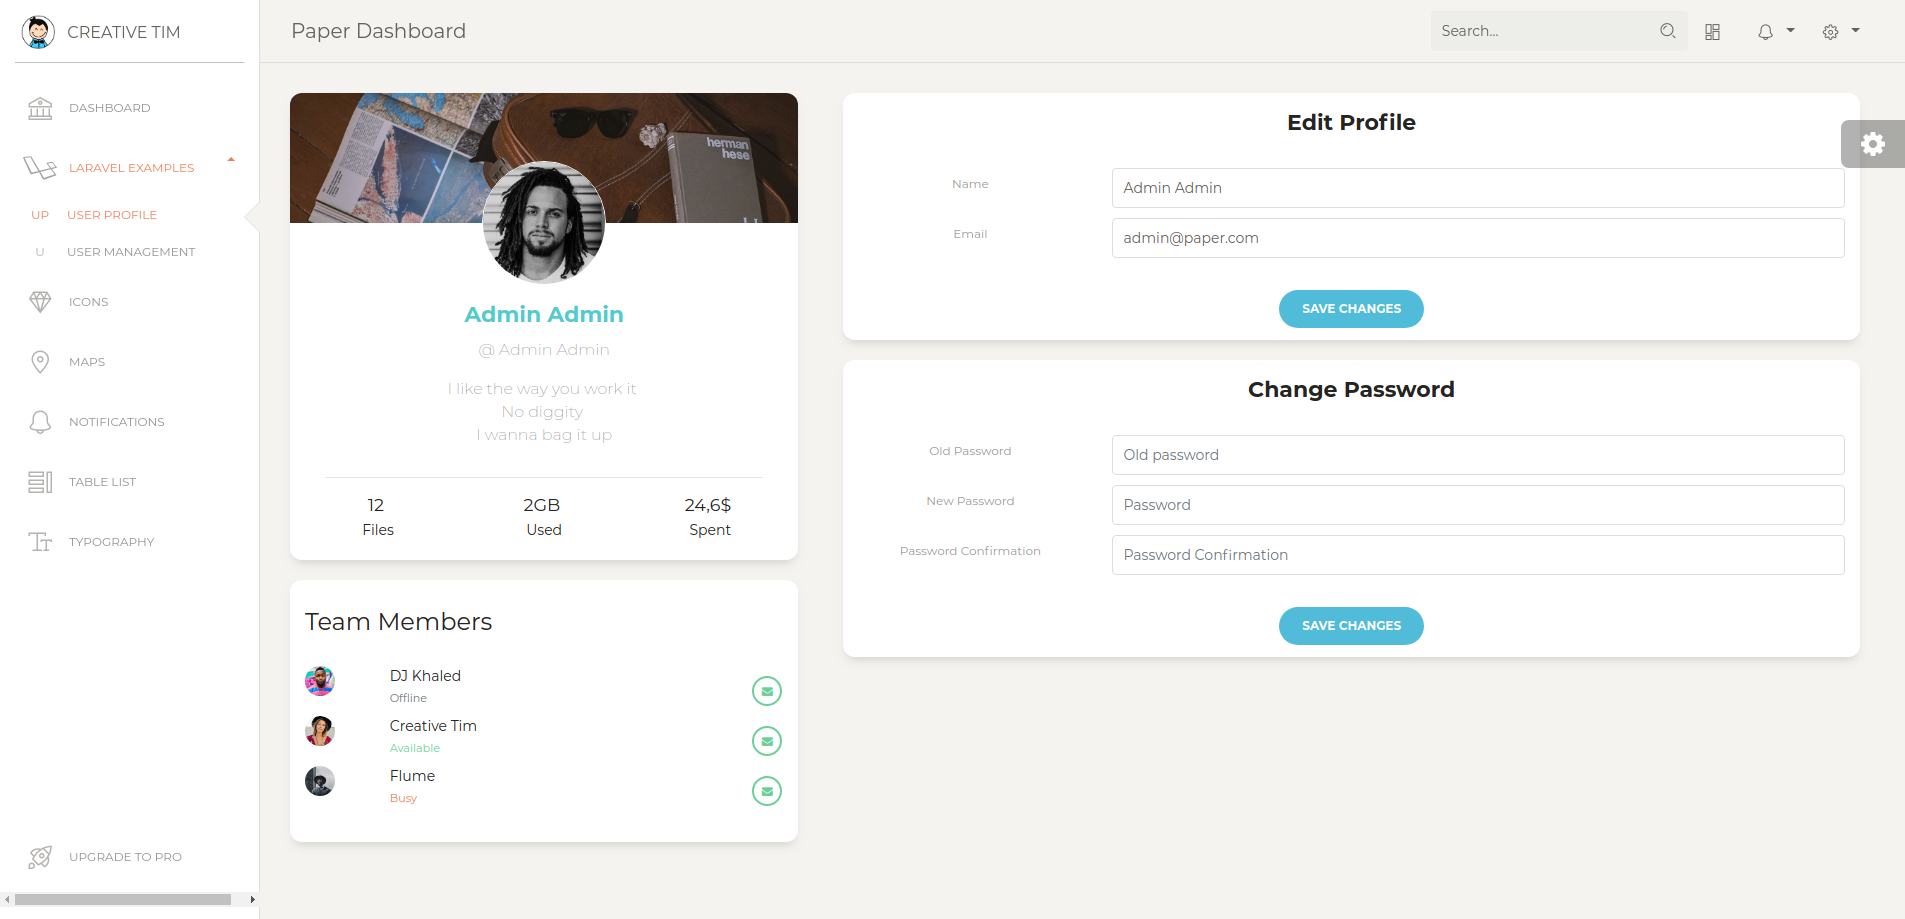 CREATIVE TIM
DASHBOARD
LARAVEL EXAMPLES
UP USER PROFILE
U USER MANAGEMENT
ICONS
MAPS
NOTIFICATIONS
TABLE LIST
TYPOGRAPHY
UPGRADE TO PRO
Paper Dashboard
Search...
herman
hese
Admin Admin
@ Admin Admin
I like the way you work it
No diggity
I wanna bag it up
12 2GB 24,6$
Files Used Spent
Team Members
DJ Khaled
Offline
Creative Tim
Available
Flume
Busy
Edit Profile
Name Admin Admin
Email admin@paper.com
SAVE CHANGES
Change Password
Old Password Old password
New Password Password
Password Confirmation Password Confirmation
SAVE CHANGES